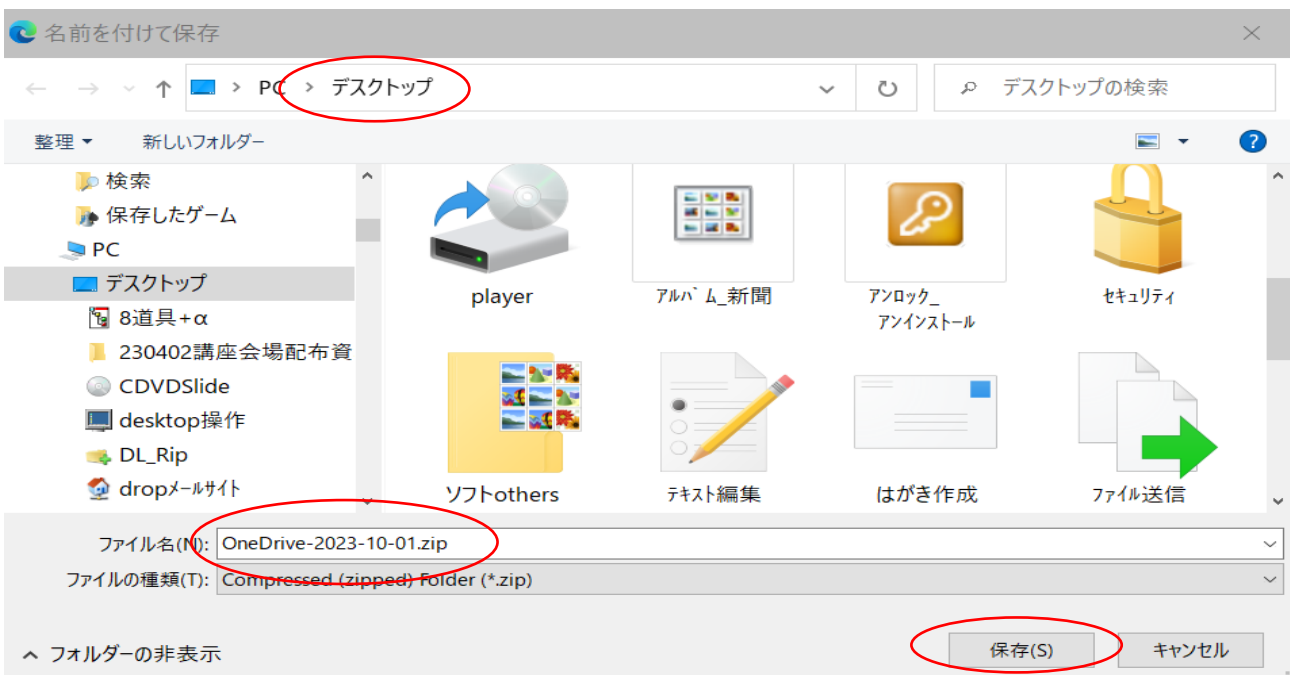 名前を付けて保存
PC > デスクトップ
デスクトップの検索
整理
新しいフォルダー
検索
保存したゲーム
PC
デスクトップ
8道具+α
230402講座会場配布資
CDVDSlide
desktop操作
DL_Rip
dropﾒｰﾙｻｲﾄ
player
ｱﾙﾊﾞﾑ_新聞
ｱﾝﾛｯｸ_
ｱﾝｲﾝｽﾄｰﾙ
ｾｷｭﾘﾃｨ
ソフトothers
ﾃｷｽﾄ編集
はがき作成
ﾌｧｲﾙ送信
ファイル名(N): OneDrive-2023-10-01.zip
ファイルの種類(T): Compressed (zipped) Folder (*.zip)
フォルダーの非表示
保存(S)
キャンセル